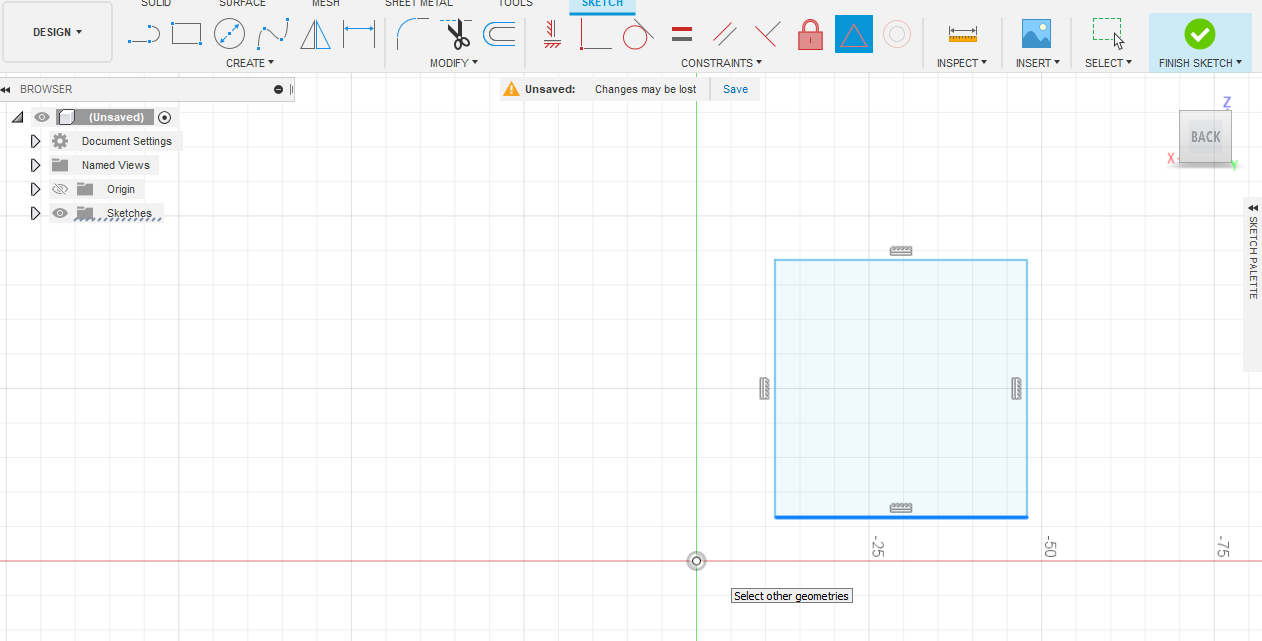 SOLID SURFACE MESH SHEET METAL TOOLS SKETCH
DESIGN ▾
CREATE ▾ MODIFY ▾ CONSTRAINTS ▾ INSPECT ▾ INSERT ▾ SELECT ▾ FINISH SKETCH ▾
BROWSER
Unsaved: Changes may be lost Save
(Unsaved)
Document Settings
Named Views
Origin
Sketches
Z
BACK
X
Y
SKETCH PALETTE
-25
-50
-75
Select other geometries